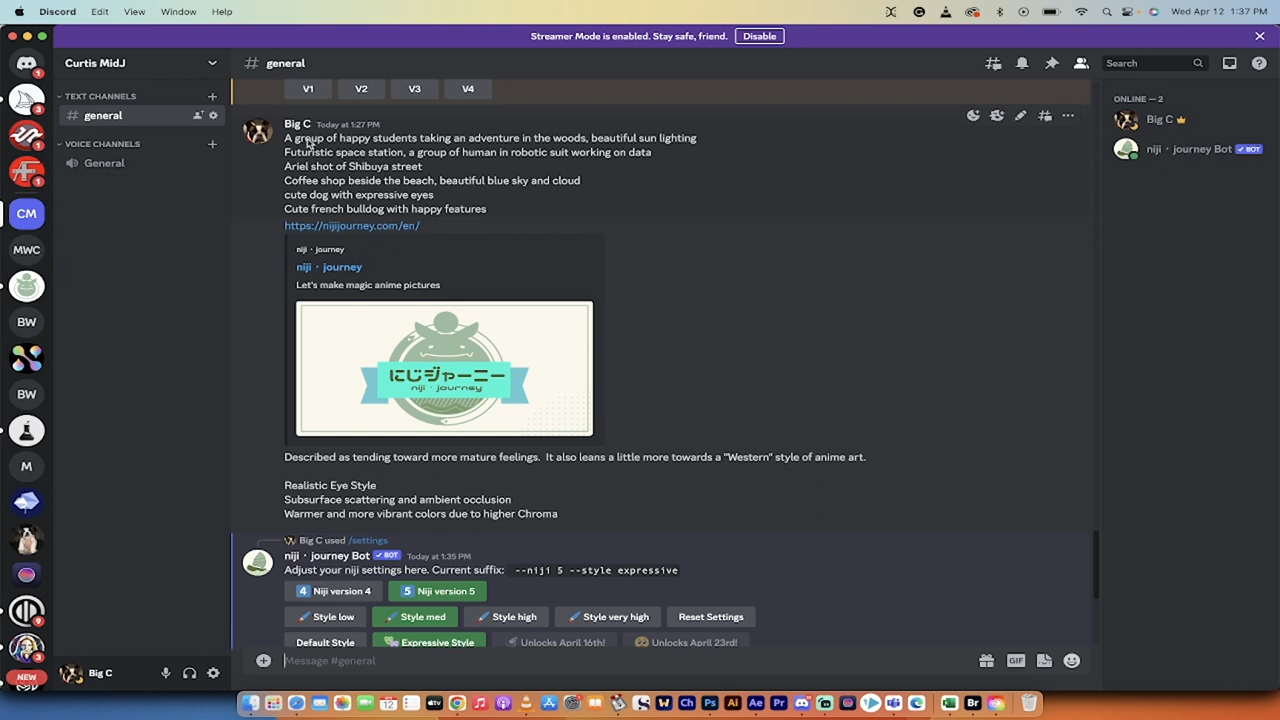 Discord Edit View Window Help
Wed Apr 12 1:37 PM
Streamer Mode is enabled. Stay safe, friend. Disable
Curtis MidJ
# general
Search
TEXT CHANNELS
# general
VOICE CHANNELS
General
1
3
1
1
CM
MWC
BW
BW
M
9
3
NEW
V1 V2 V3 V4
Big C Today at 1:27 PM
A group of happy students taking an adventure in the woods, beautiful sun lighting
Futuristic space station, a group of human in robotic suit working on data
Ariel shot of Shibuya street
Coffee shop beside the beach, beautiful blue sky and cloud
cute dog with expressive eyes
Cute french bulldog with happy features
https://nijijourney.com/en/
niji・journey
niji・journey
Let's make magic anime pictures
にじジャーニー
niji・journey
Described as tending toward more mature feelings. It also leans a little more towards a "Western" style of anime art.
Realistic Eye Style
Subsurface scattering and ambient occlusion
Warmer and more vibrant colors due to higher Chroma
Big C used /settings
niji・journey Bot BOT Today at 1:35 PM
Adjust your niji settings here. Current suffix: --niji 5 --style expressive
4 Niji version 4 5 Niji version 5
Style low Style med Style high Style very high Reset Settings
Default Style Expressive Style Unlocks April 16th! Unlocks April 23rd!
Message #general
GIF
Big C
ONLINE — 2
Big C
niji・journey Bot BOT